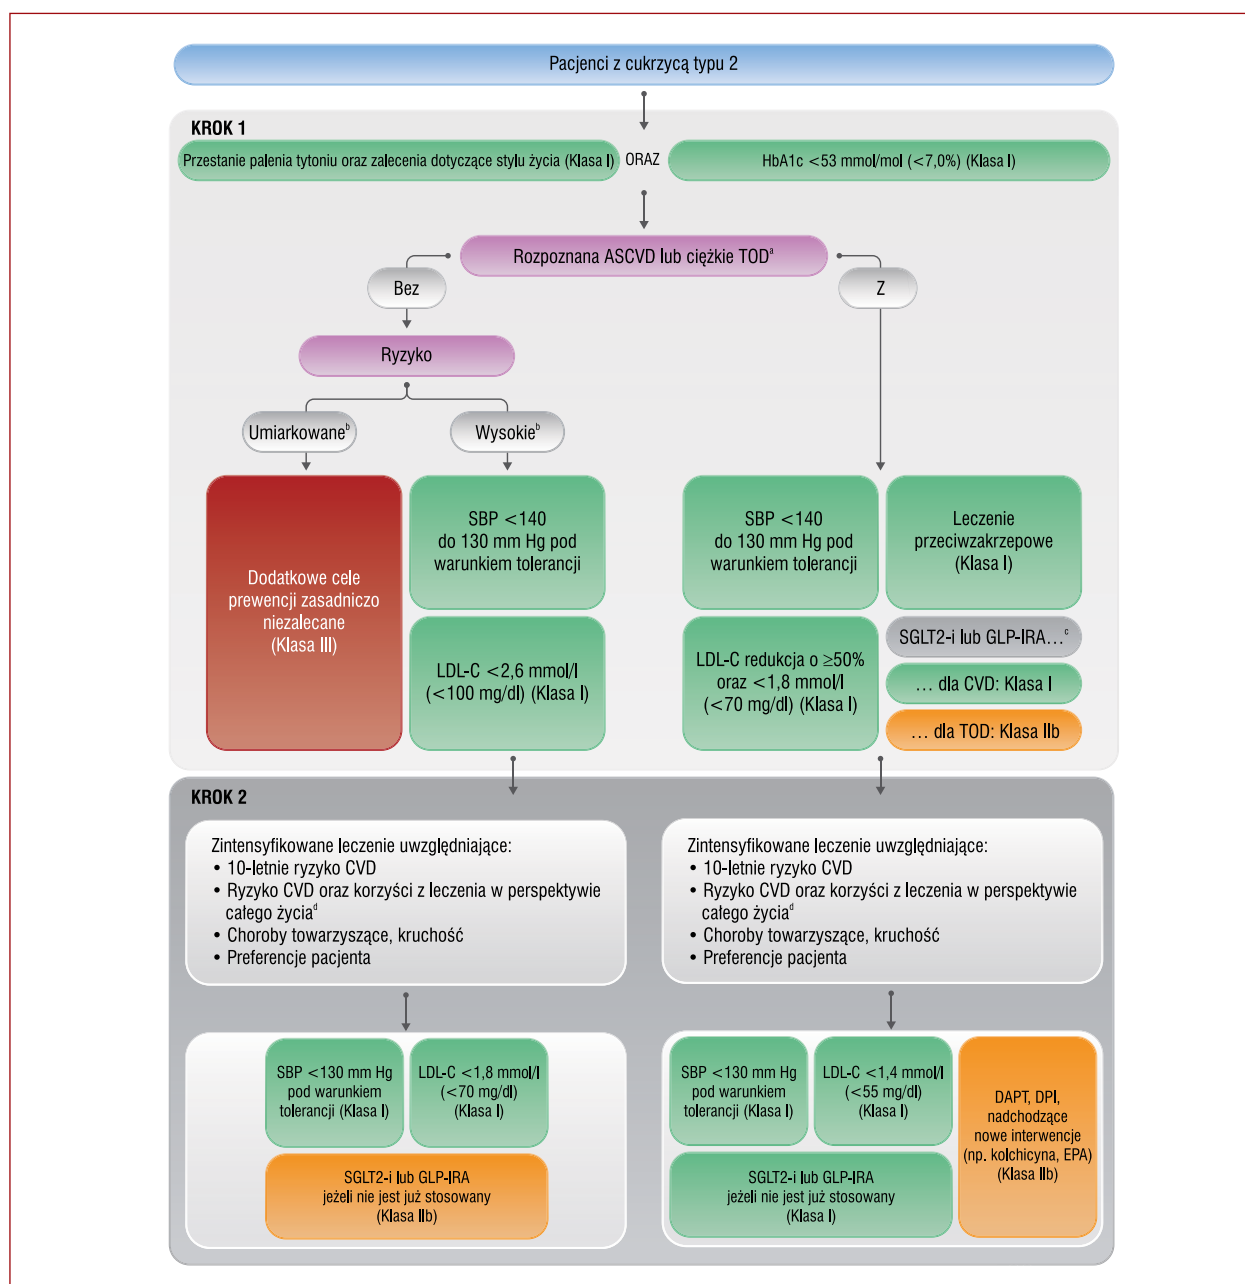 Pacjenci z cukrzycą typu 2
KROK 1
Przestanie palenia tytoniu oraz zalecenia dotyczące stylu życia (Klasa I)
ORAZ
HbA1c <53 mmol/mol (<7,0%) (Klasa I)
Rozpoznana ASCVD lub ciężkie TODᵃ
Bez
Z
Ryzyko
Umiarkowaneᵇ
Wysokieᵇ
Dodatkowe cele
prewencji zasadniczo
niezalecane
(Klasa III)
SBP <140
do 130 mm Hg pod
warunkiem tolerancji
LDL-C <2,6 mmol/l
(<100 mg/dl) (Klasa I)
SBP <140
do 130 mm Hg pod
warunkiem tolerancji
LDL-C redukcja o ≥50%
oraz <1,8 mmol/l
(<70 mg/dl) (Klasa I)
Leczenie
przeciwzakrzepowe
(Klasa I)
SGLT2-i lub GLP-IRA...ᶜ
... dla CVD: Klasa I
... dla TOD: Klasa IIb
KROK 2
Zintensyfikowane leczenie uwzględniające:
• 10-letnie ryzyko CVD
• Ryzyko CVD oraz korzyści z leczenia w perspektywie
całego życiaᵈ
• Choroby towarzyszące, kruchość
• Preferencje pacjenta
Zintensyfikowane leczenie uwzględniające:
• 10-letnie ryzyko CVD
• Ryzyko CVD oraz korzyści z leczenia w perspektywie
całego życiaᵈ
• Choroby towarzyszące, kruchość
• Preferencje pacjenta
SBP <130 mm Hg
pod warunkiem
tolerancji (Klasa I)
LDL-C <1,8 mmol/l
(<70 mg/dl)
(Klasa I)
SGLT2-i lub GLP-IRA
jeżeli nie jest już stosowany
(Klasa IIb)
SBP <130 mm Hg
pod warunkiem
tolerancji (Klasa I)
LDL-C <1,4 mmol/l
(<55 mg/dl)
(Klasa I)
SGLT2-i lub GLP-IRA
jeżeli nie jest już stosowany
(Klasa I)
DAPT, DPI,
nadchodzące
nowe interwencje
(np. kolchicyna, EPA)
(Klasa IIb)